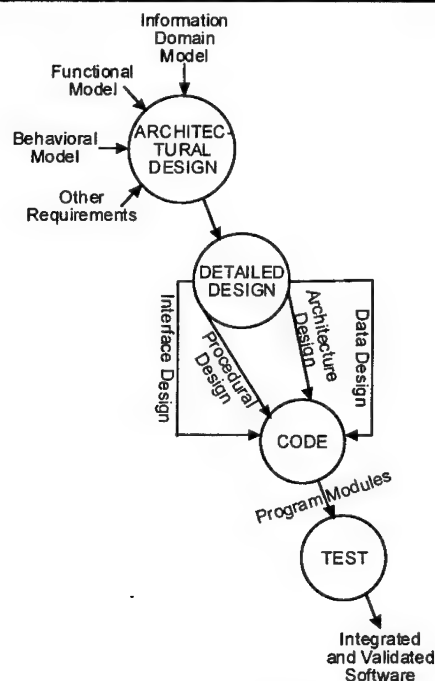 Information
Domain
Model
Functional
Model
ARCHITEC-
TURAL
DESIGN
Behavioral
Model
Other
Requirements
DETAILED
DESIGN
Interface Design
Procedural
Design
Architecture
Design
Data Design
CODE
Program Modules
TEST
Integrated
and Validated
Software